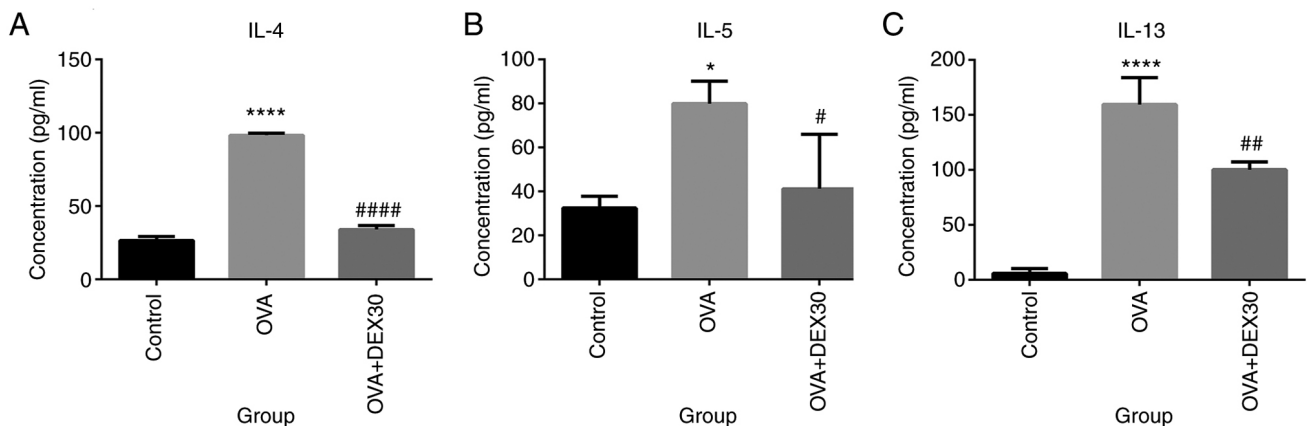 A
IL-4
Concentration (pg/ml)
150
100
50
0
****
####
Control
OVA
OVA+DEX30
Group
B
IL-5
Concentration (pg/ml)
100
80
60
40
20
0
*
#
Control
OVA
OVA+DEX30
Group
C
IL-13
Concentration (pg/ml)
200
150
100
50
0
****
##
Control
OVA
OVA+DEX30
Group